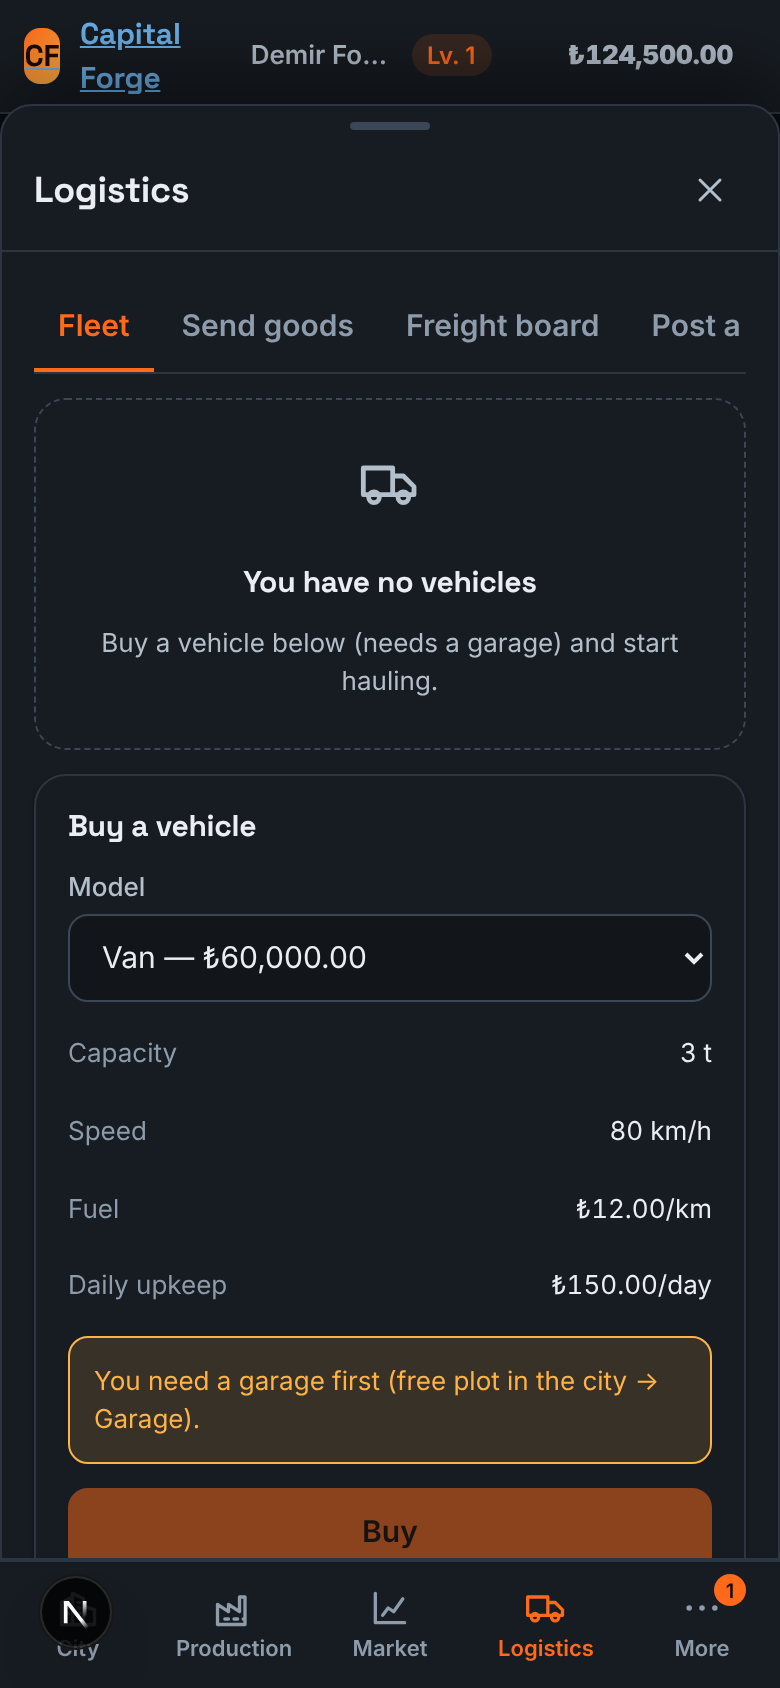 CF
Capital
Forge
Demir Fo...
Lv. 1
₺124,500.00
Logistics
Fleet
Send goods
Freight board
Post a
You have no vehicles
Buy a vehicle below (needs a garage) and start
hauling.
Buy a vehicle
Model
Van — ₺60,000.00
Capacity
3 t
Speed
80 km/h
Fuel
₺12.00/km
Daily upkeep
₺150.00/day
You need a garage first (free plot in the city →
Garage).
Buy
N
City
Production
Market
Logistics
1
More